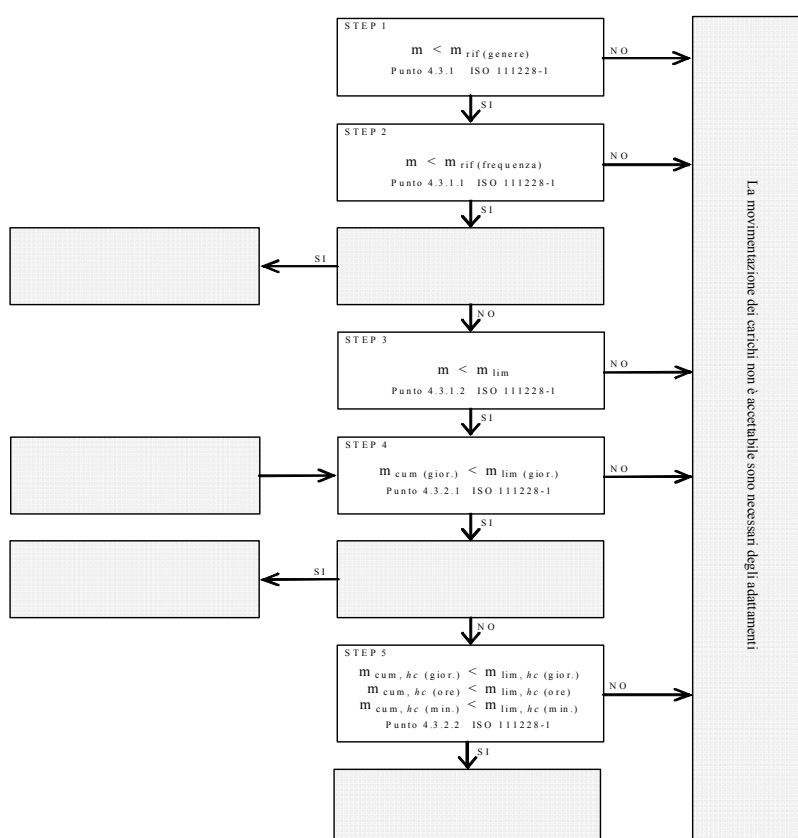 STEP 1
m < m rif (genere)
Punto 4.3.1 ISO 111228-1
NO
SI
STEP 2
m < m rif (frequenza)
Punto 4.3.1.1 ISO 111228-1
NO
SI
SI
NO
STEP 3
m < m lim
Punto 4.3.1.2 ISO 111228-1
NO
SI
STEP 4
m cum (gior.) < m lim (gior.)
Punto 4.3.2.1 ISO 111228-1
NO
SI
SI
NO
STEP 5
m cum, hc (gior.) < m lim, hc (gior.)
m cum, hc (ore) < m lim, hc (ore)
m cum, hc (min.) < m lim, hc (min.)
Punto 4.3.2.2 ISO 111228-1
NO
SI
La movimentazione dei carichi non è accettabile sono necessari degli adattamenti